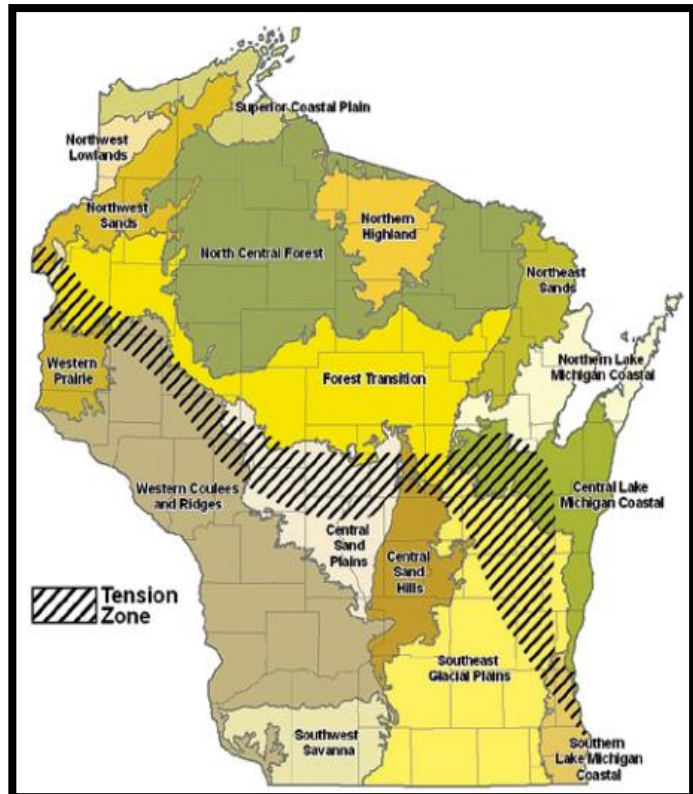 Superior Coastal Plain
Northwest
Lowlands
Northwest
Sands
Northern
Highland
North Central Forest
Northeast
Sands
Western
Prairie
Forest Transition
Northern Lake
Michigan Coastal
Western Coulees
and Ridges
Central Lake
Michigan Coastal
Central
Sand
Plains
Central
Sand
Hills
Tension
Zone
Southeast
Glacial Plains
Southwest
Savanna
Southern
Lake Michigan
Coastal